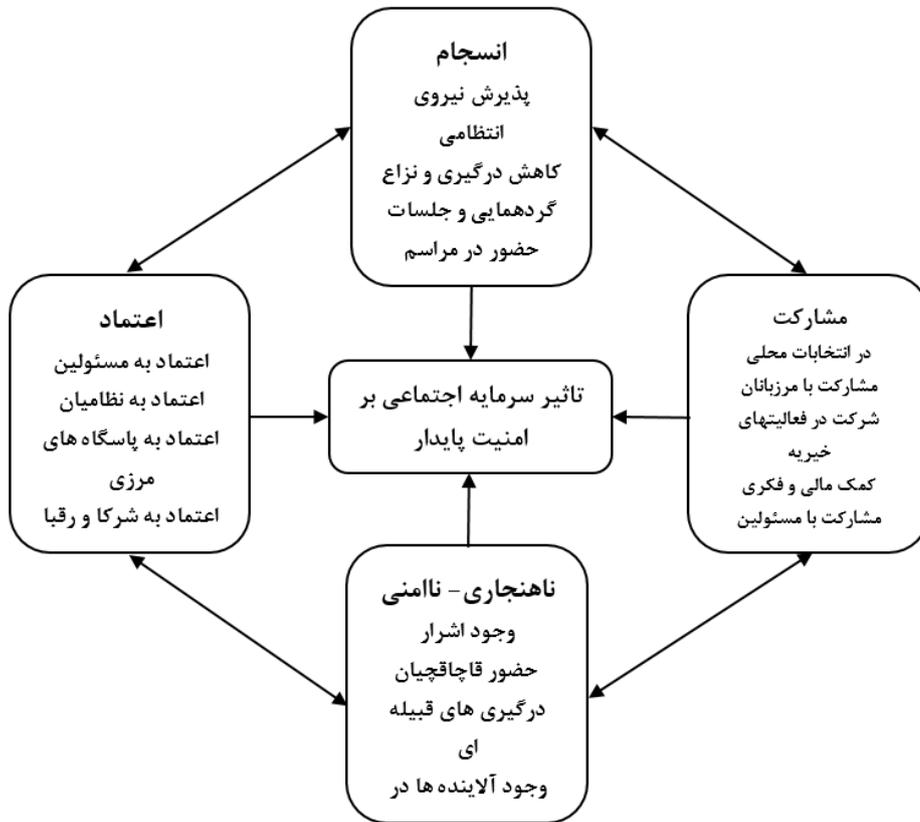 انسجام
پذیرش نیروی
انتظامی
کاهش درگیری و نزاع
گردهمایی و جلسات
حضور در مراسم
مشارکت
در انتخابات محلی
مشارکت با مرزبانان
شرکت در فعالیتهای
خیریه
کمک مالی و فکری
مشارکت با مسئولین
تاثیر سرمایه اجتماعی بر
امنیت پایدار
اعتماد
اعتماد به مسئولین
اعتماد به نظامیان
اعتماد به پاسگاه های
مرزی
اعتماد به شرکا و رقبا
ناهنجاری- ناامنی
وجود اشرار
حضور قاچاقچیان
درگیری های قبیله
ای
وجود آلاینده ها در